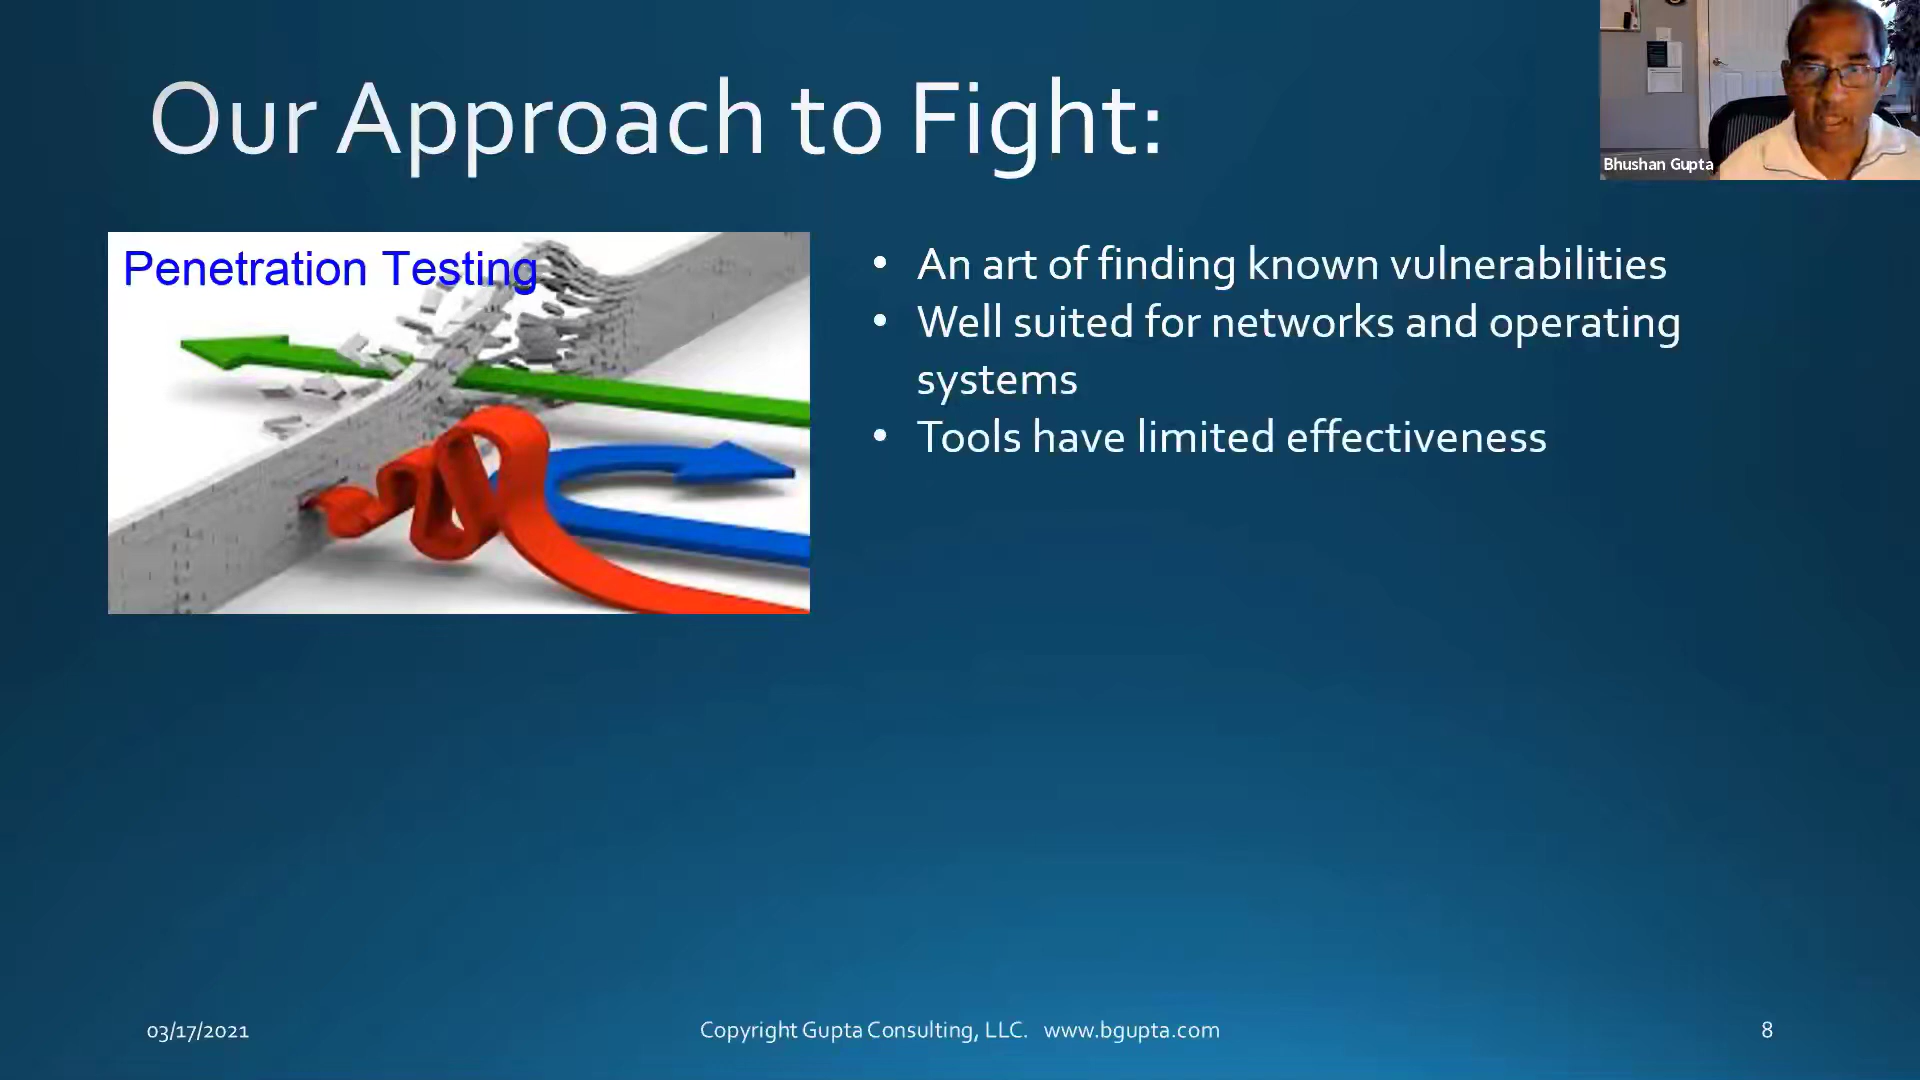 Our Approach to Fight:
Bhushan Gupta
Penetration Testing
• An art of finding known vulnerabilities
• Well suited for networks and operating
systems
• Tools have limited effectiveness
03/17/2021
Copyright Gupta Consulting, LLC. www.bgupta.com
8